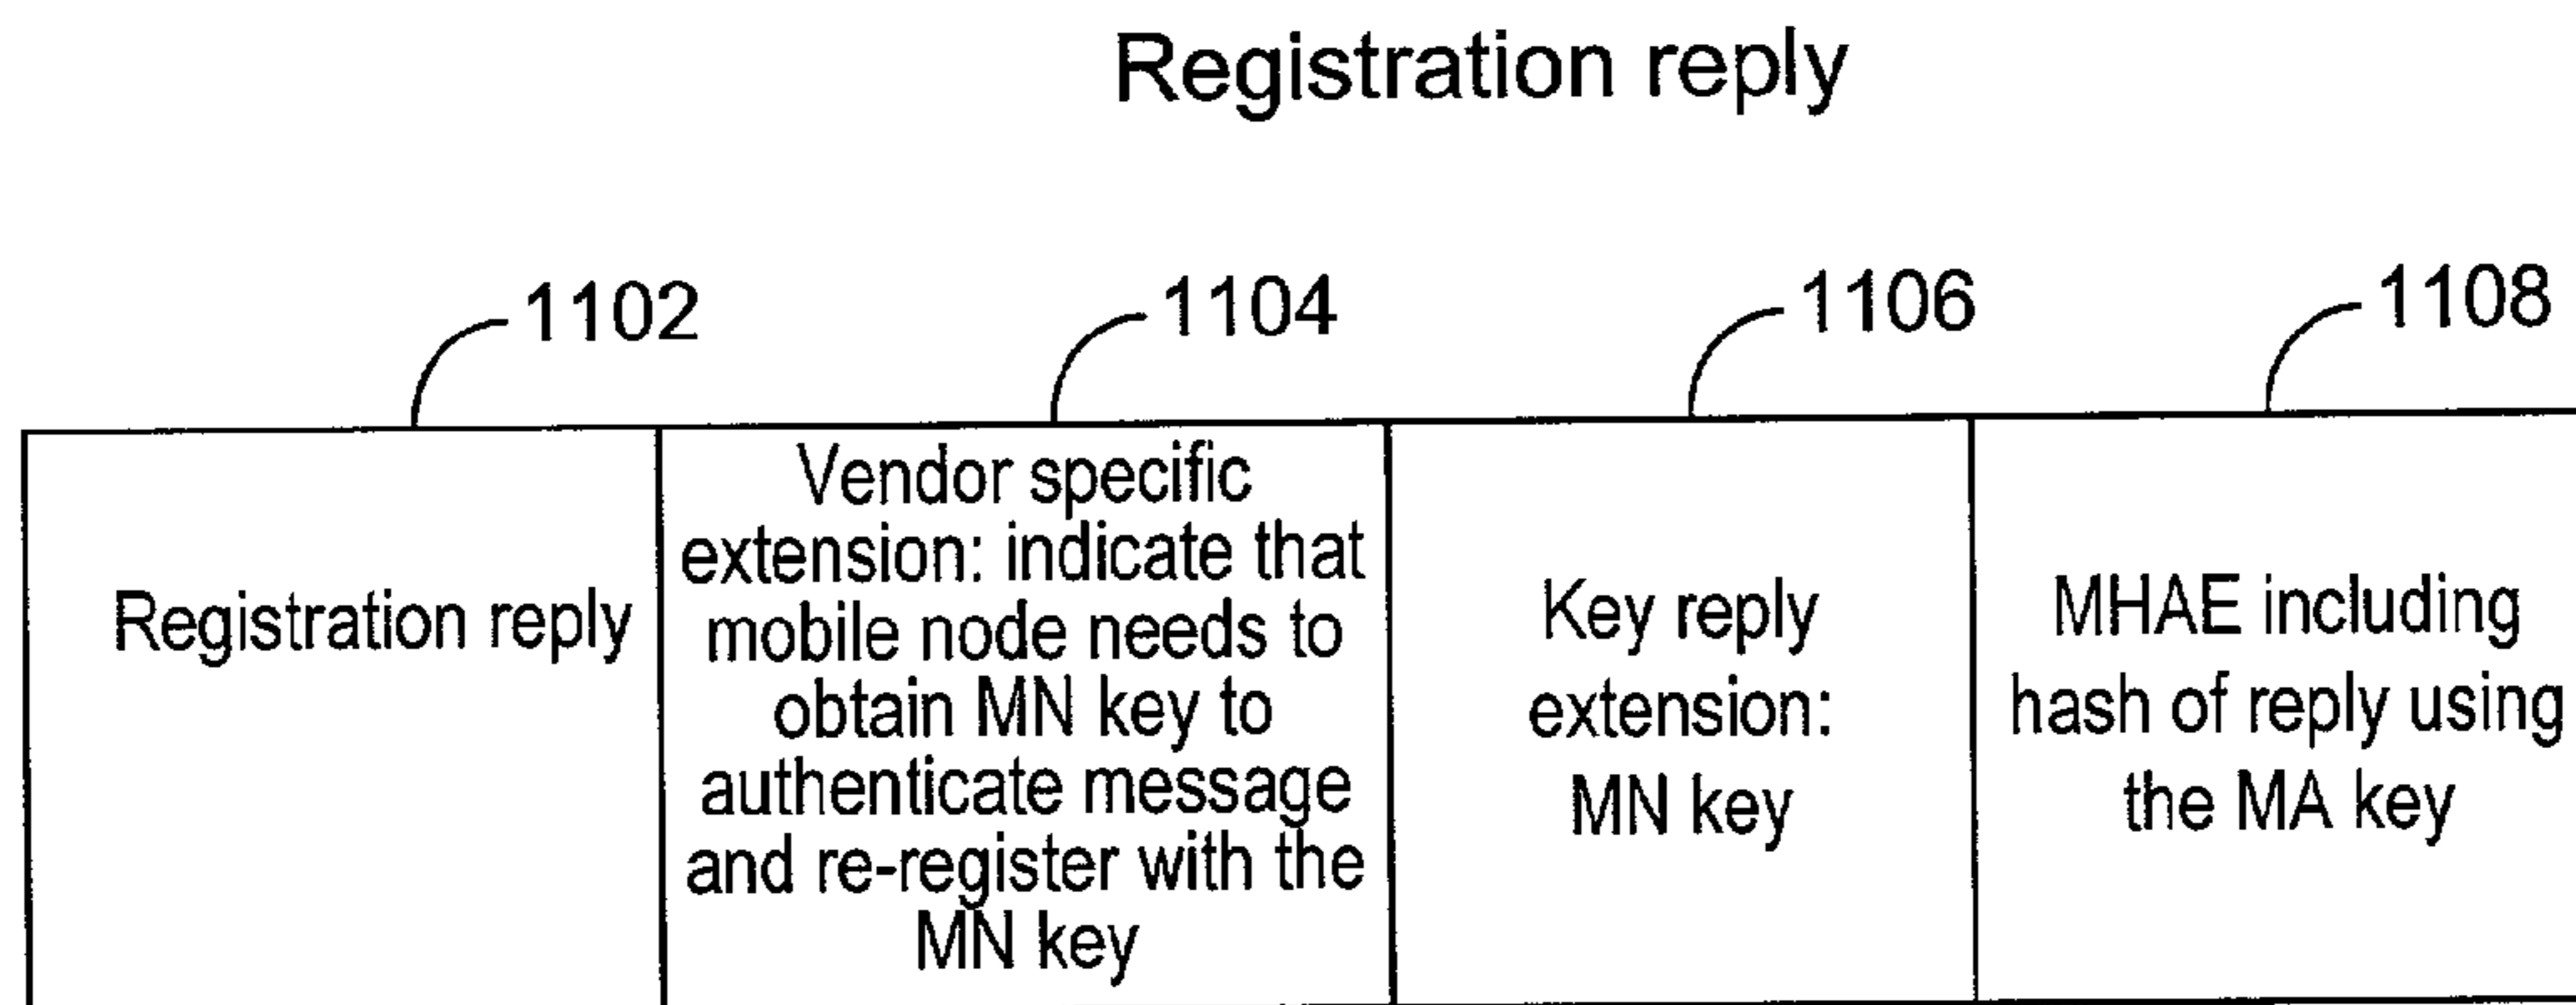 Registration reply
1102
1104
1106
1108
Registration reply
Vendor specific
extension: indicate that
mobile node needs to
obtain MN key to
authenticate message
and re-register with the
MN key
Key reply
extension:
MN key
MHAE including
hash of reply using
the MA key